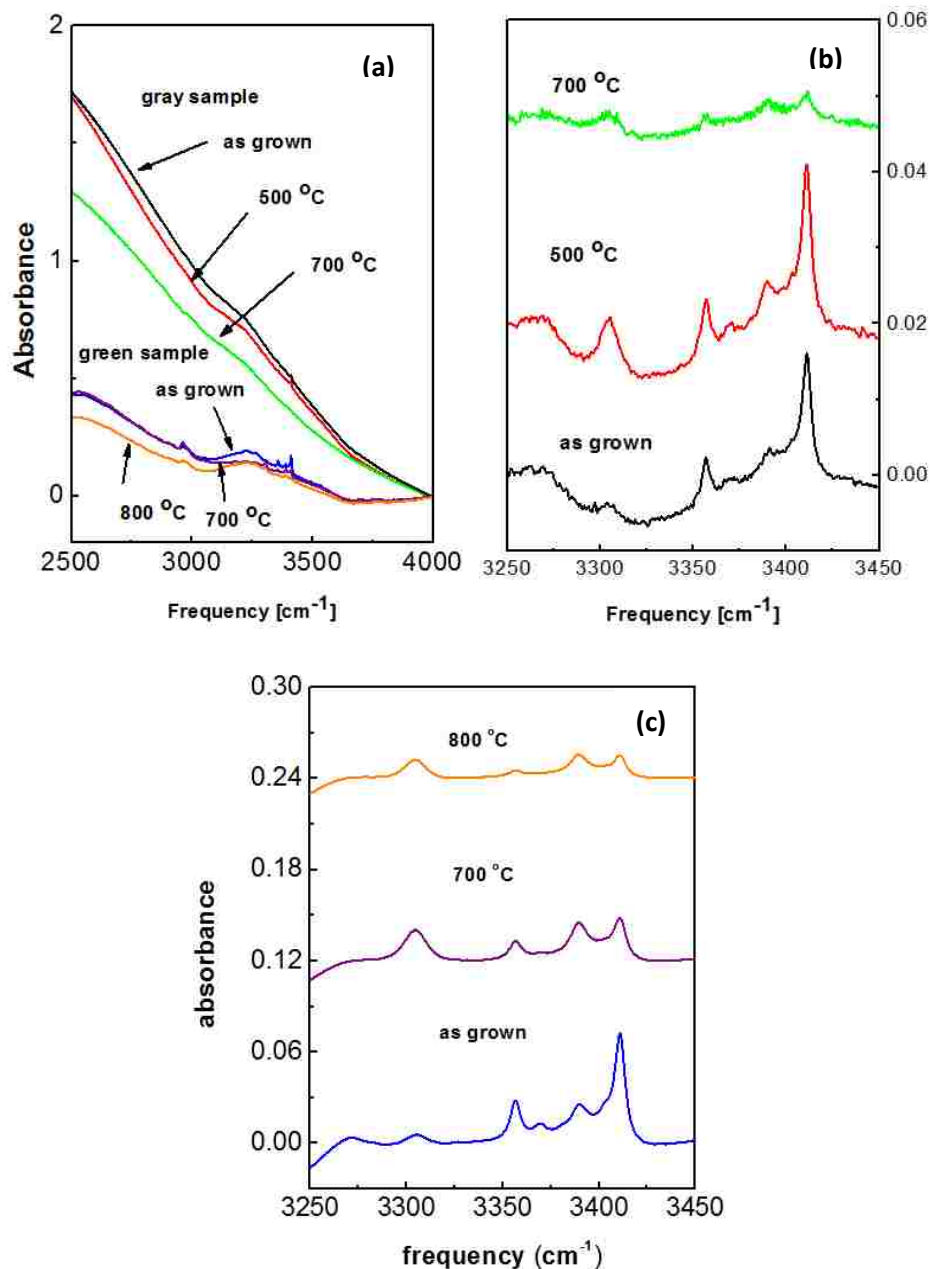 (a)
gray sample
as grown
500 °C
700 °C
green sample
as grown
800 °C
700 °C
Absorbance
2
1
0
2500 3000 3500 4000
Frequency [cm-1]
(b)
700 °C
500 °C
as grown
0.06
0.04
0.02
0.00
3250 3300 3350 3400 3450
Frequency [cm-1]
(c)
800 °C
700 °C
as grown
absorbance
0.30
0.24
0.18
0.12
0.06
0.00
3250 3300 3350 3400 3450
frequency (cm-1)